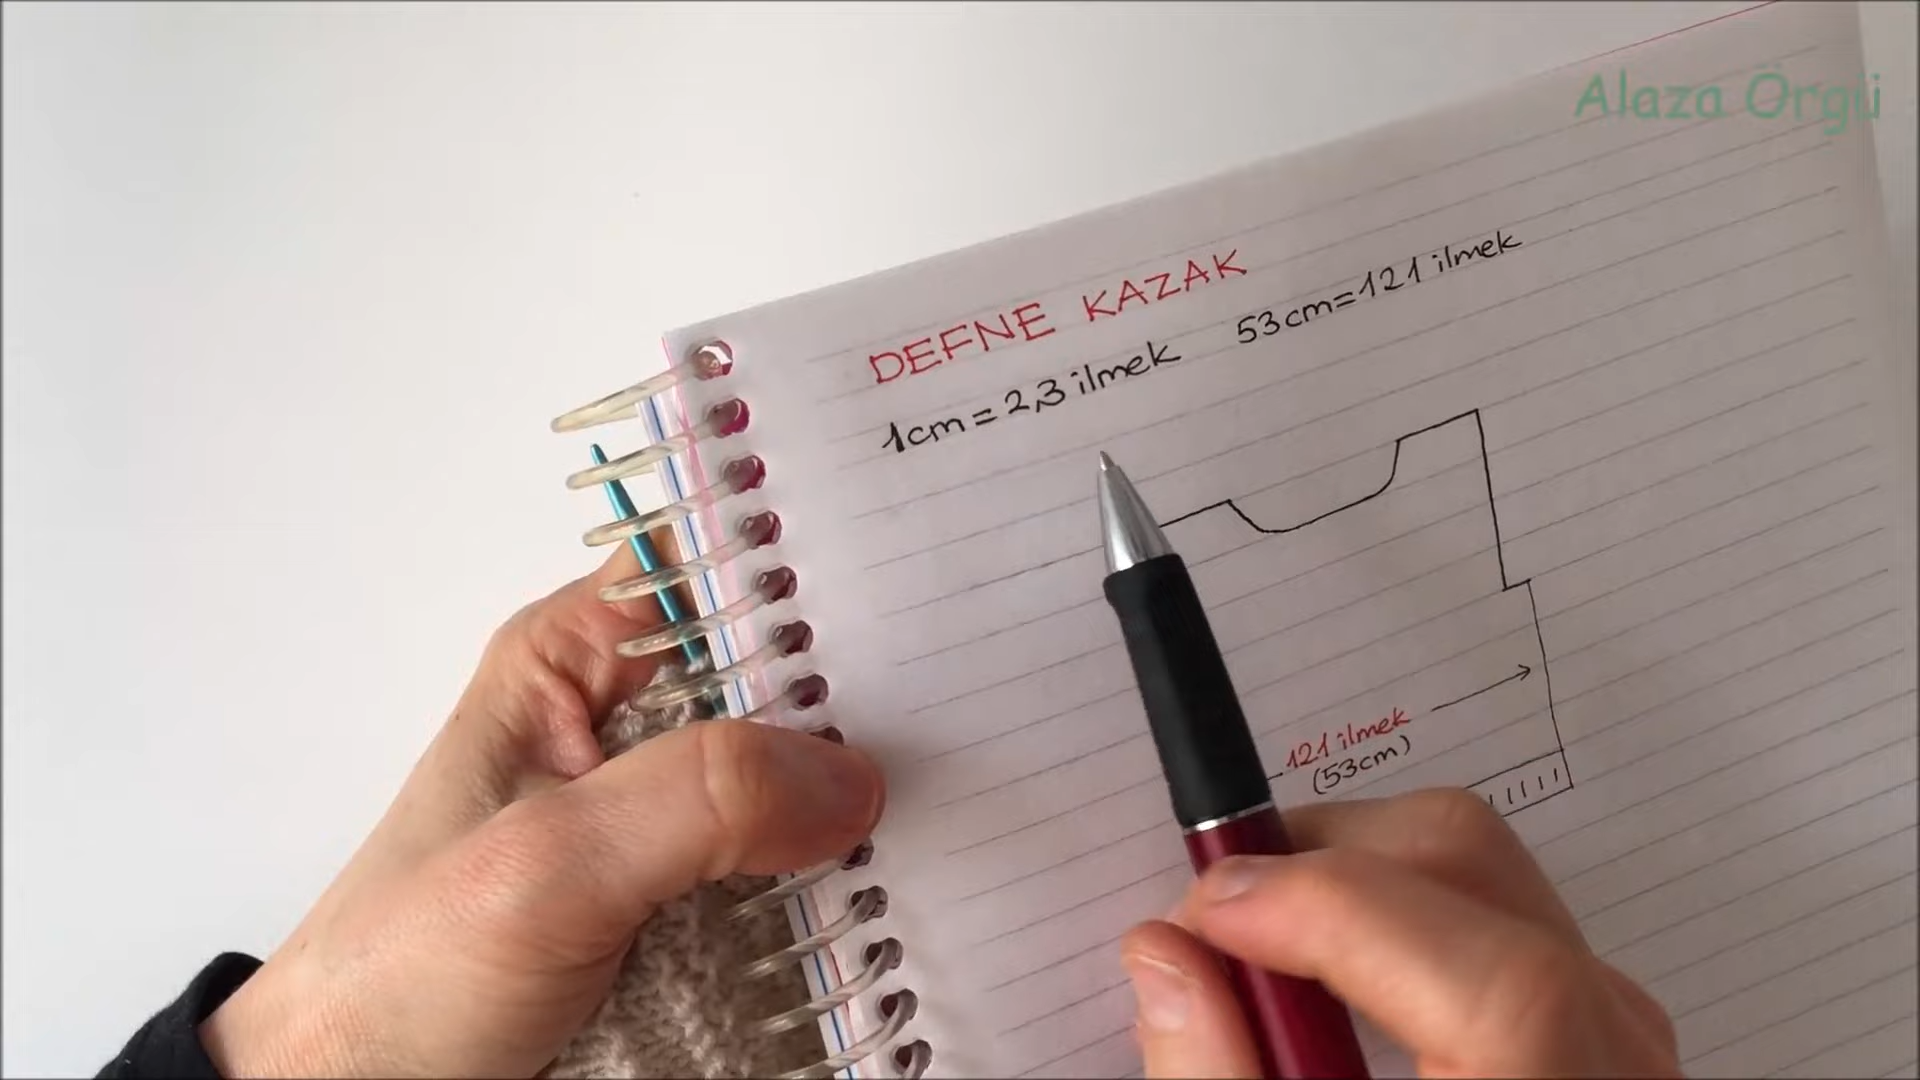 Alaza Örgü
DEFNE KAZAK
1cm = 2,3 ilmek 53cm=121 ilmek
121 ilmek
(53cm)